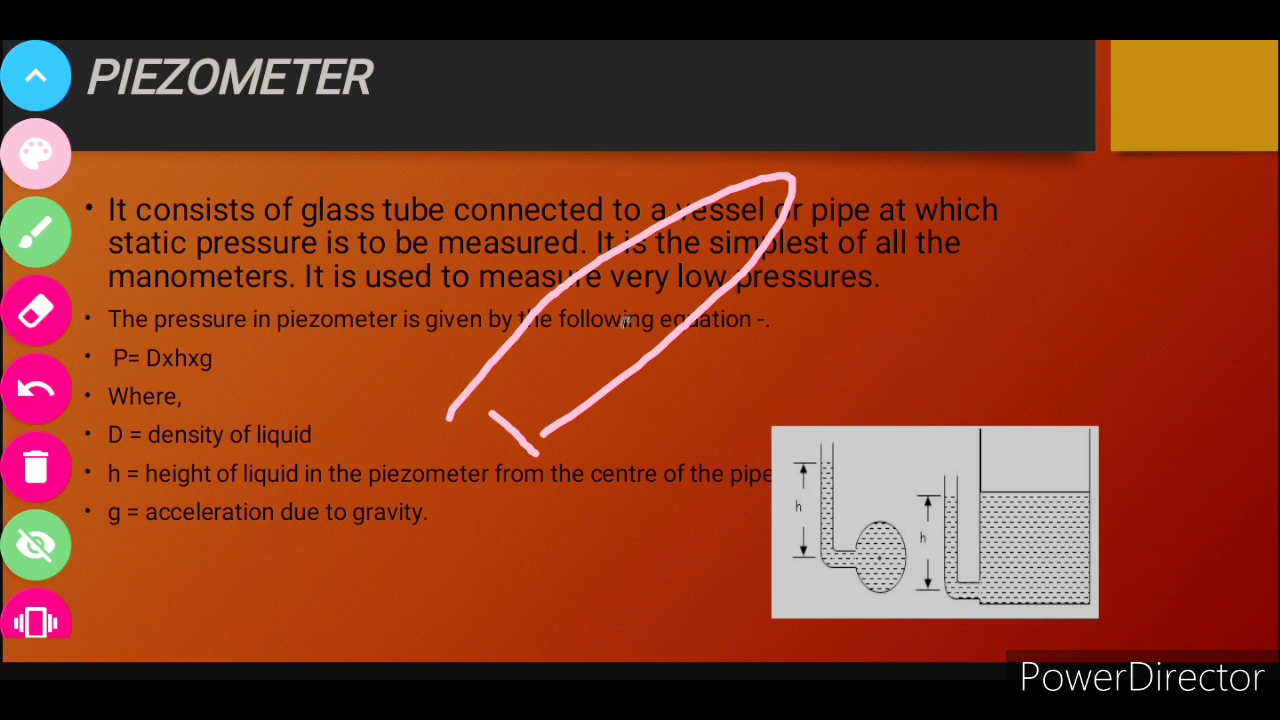 PIEZOMETER
• It consists of glass tube connected to a vessel or pipe at which
static pressure is to be measured. It is the simplest of all the
manometers. It is used to measure very low pressures.
• The pressure in piezometer is given by the following equation -.
• P= Dxhxg
• Where,
• D = density of liquid
• h = height of liquid in the piezometer from the centre of the pipe
• g = acceleration due to gravity.
h
h
PowerDirector